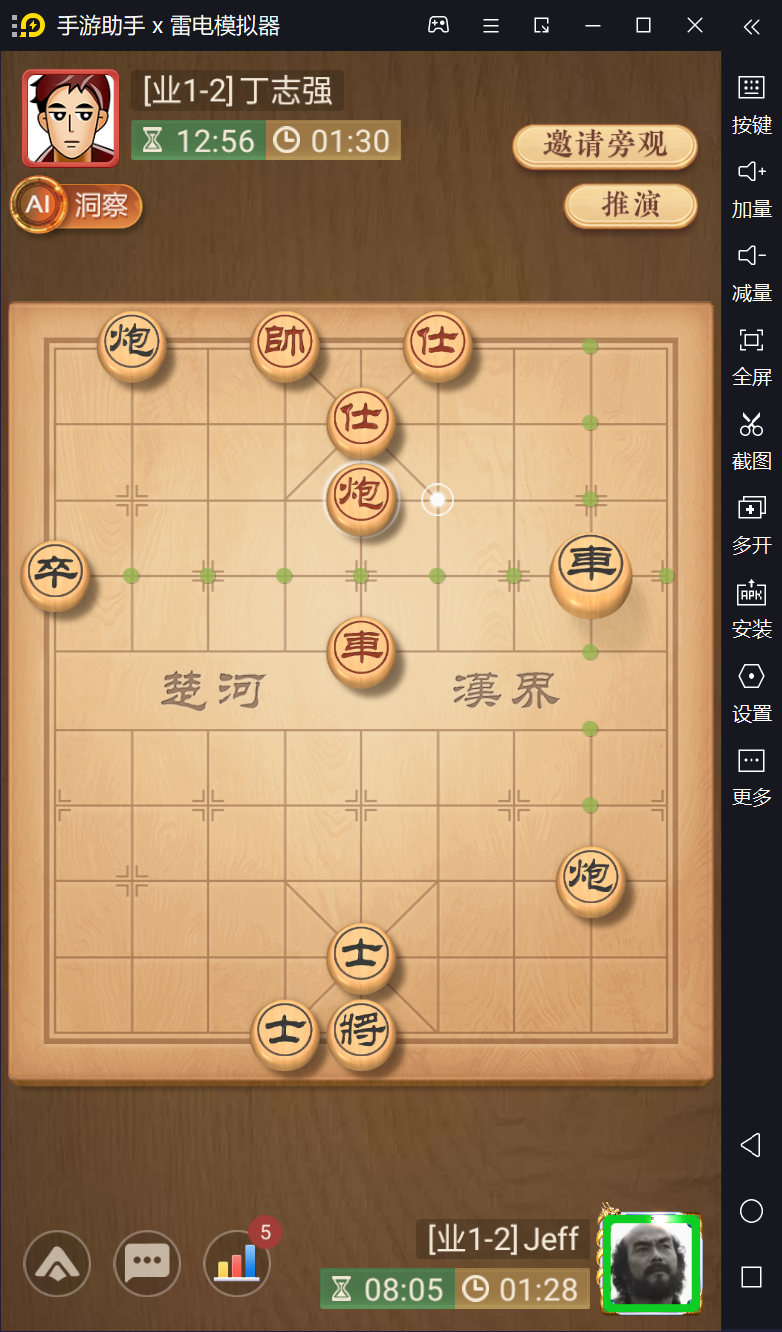 手游助手 x 雷电模拟器
[业1-2]丁志强
12:56 01:30
邀请旁观
AI 洞察
推演
炮 帥 仕
仕
炮
卒 車
車
楚河 漢界
炮
士
士 將
5
[业1-2]Jeff
08:05 01:28
按键
加量
减量
全屏
截图
多开
APK
安装
设置
更多